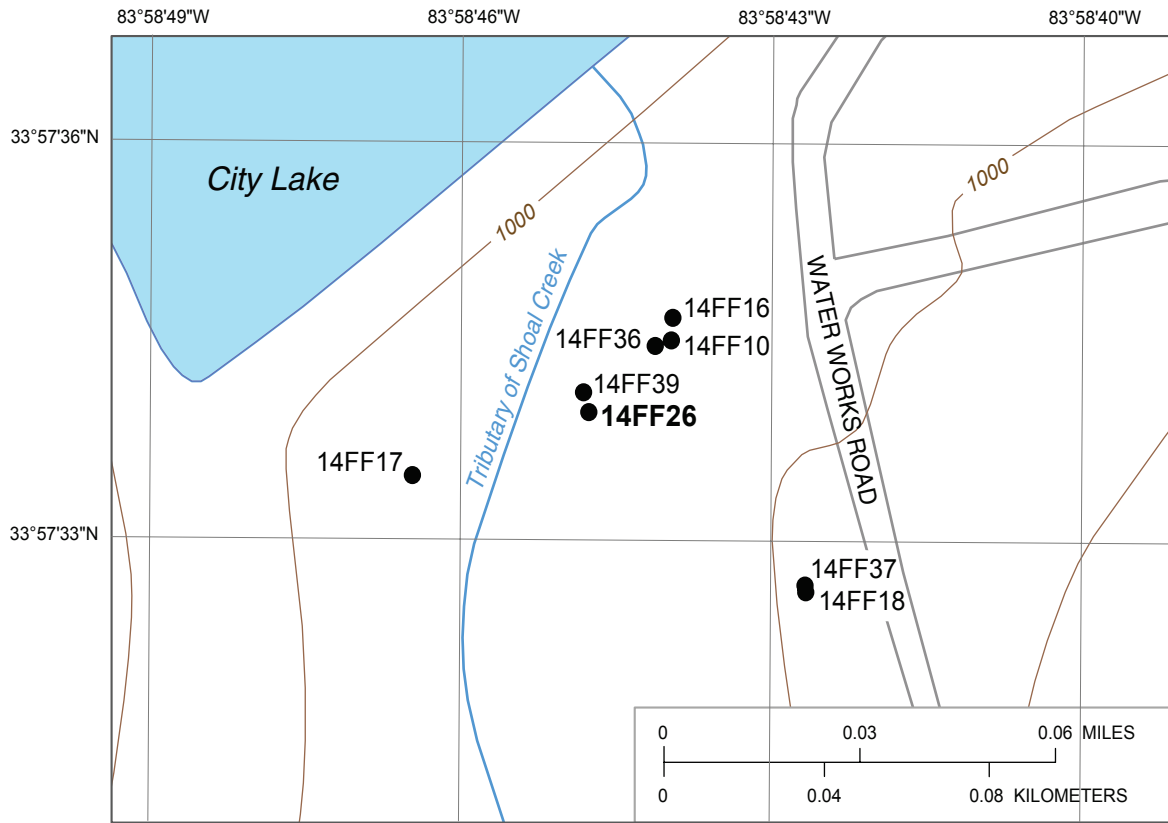 83°58'49"W
83°58'46"W
83°58'43"W
83°58'40"W
33°57'36"N
City Lake
1000
1000
Tributary of Shoal Creek
WATER WORKS ROAD
14FF16
14FF36
14FF10
14FF39
14FF26
14FF17
33°57'33"N
14FF37
14FF18
0 0.03 0.06 MILES
0 0.04 0.08 KILOMETERS